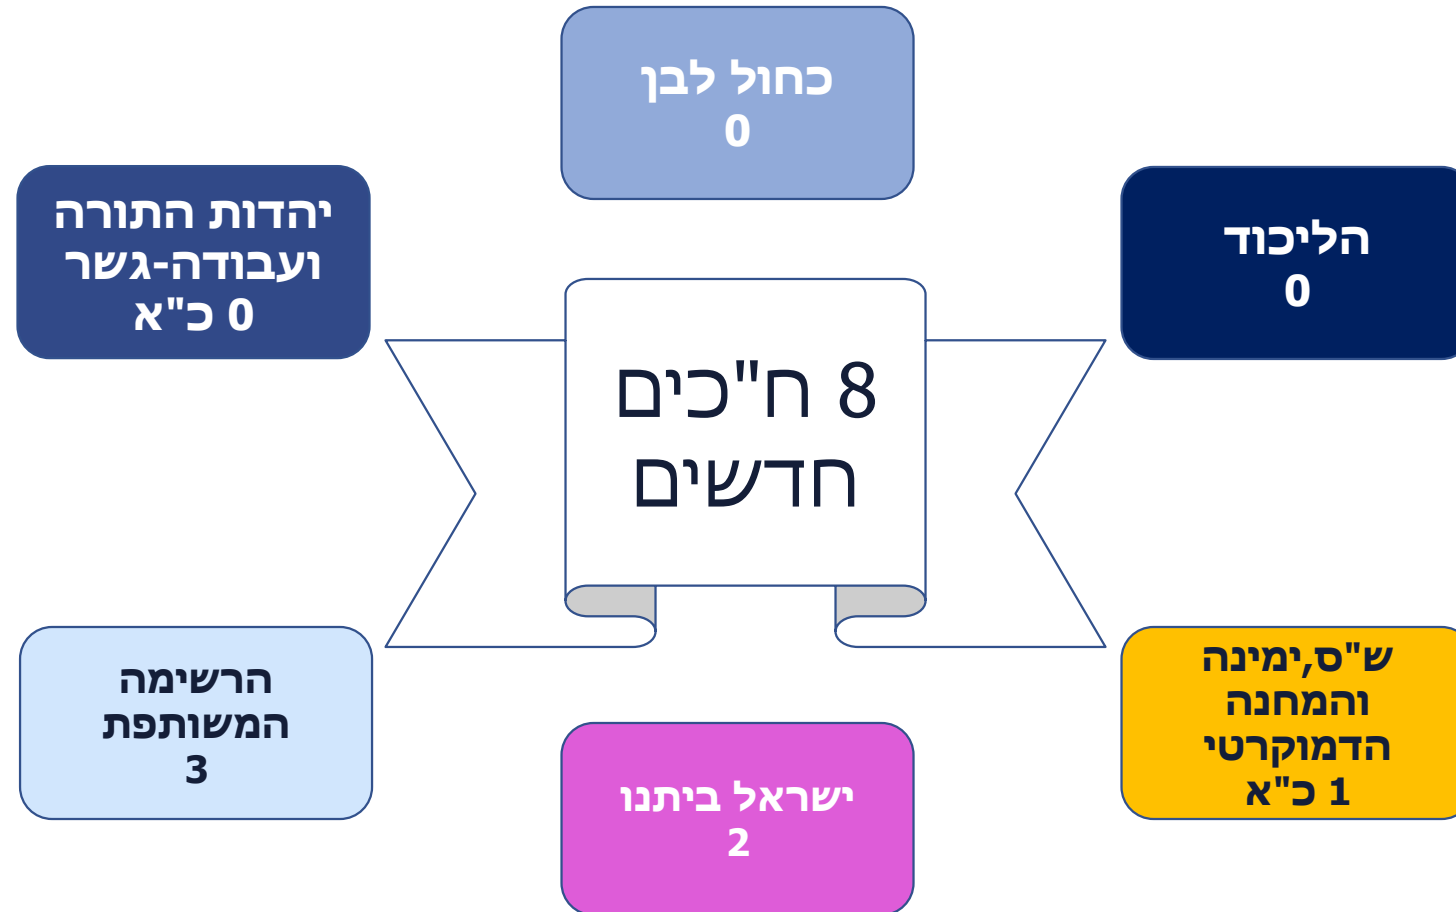 כחול לבן
0
הליכוד
0
יהדות התורה
ועבודה-גשר
0 כ"א
8 ח"כים
חדשים
ש"ס,ימינה
והמחנה
הדמוקרטי
1 כ"א
הרשימה
המשותפת
3
ישראל ביתנו
2